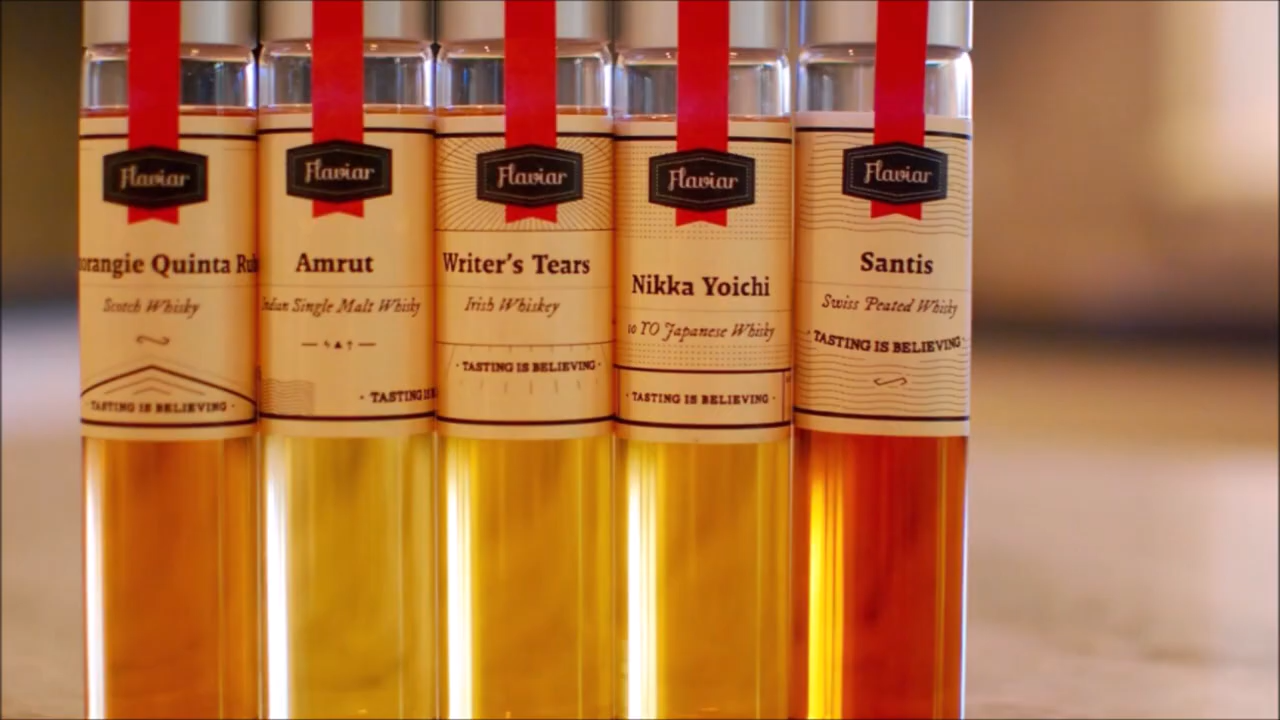 Flaviar
orangie Quinta Rub
Scotch Whisky
TASTING IS BELIEVING
Flaviar
Amrut
Indian Single Malt Whisky
· TASTING IS
Flaviar
Writer's Tears
Irish Whiskey
· TASTING IS BELIEVING ·
Flaviar
Nikka Yoichi
10 YO Japanese Whisky
· TASTING IS BELIEVING ·
Flaviar
Santis
Swiss Peated Whisky
· TASTING IS BELIEVING ·